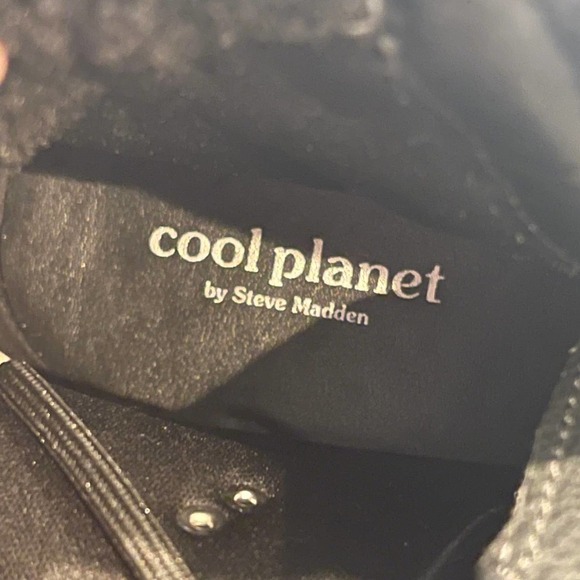 cool planet
by Steve Madden